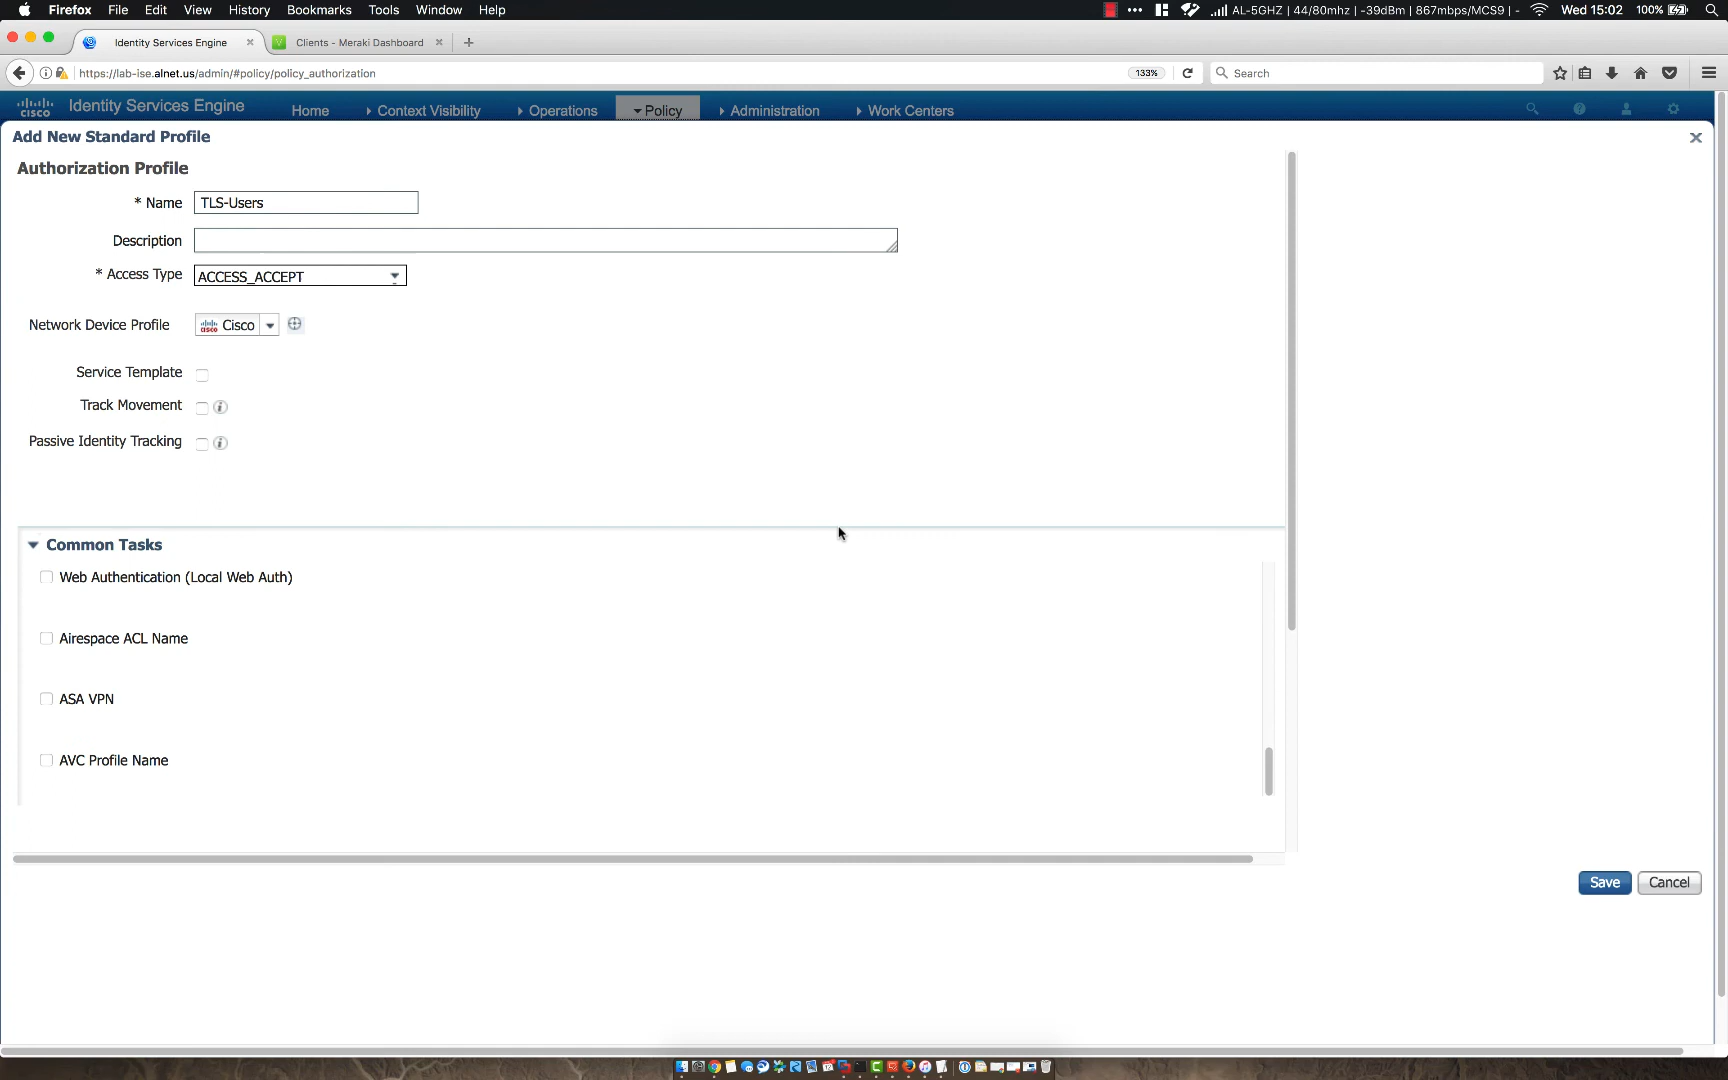 Firefox File Edit View History Bookmarks Tools Window Help
AL-5GHZ | 44/80mhz | -39dBm | 867mbps/MCS9 | - Wed 15:02 100%
Identity Services Engine
Clients - Meraki Dashboard
https://lab-ise.alnet.us/admin/#policy/policy_authorization
133%
Search
cisco Identity Services Engine Home Context Visibility Operations Policy Administration Work Centers
Add New Standard Profile
Authorization Profile
* Name TLS-Users
Description
* Access Type ACCESS_ACCEPT
Network Device Profile cisco Cisco
Service Template
Track Movement
Passive Identity Tracking
Common Tasks
Web Authentication (Local Web Auth)
Airespace ACL Name
ASA VPN
AVC Profile Name
Save Cancel